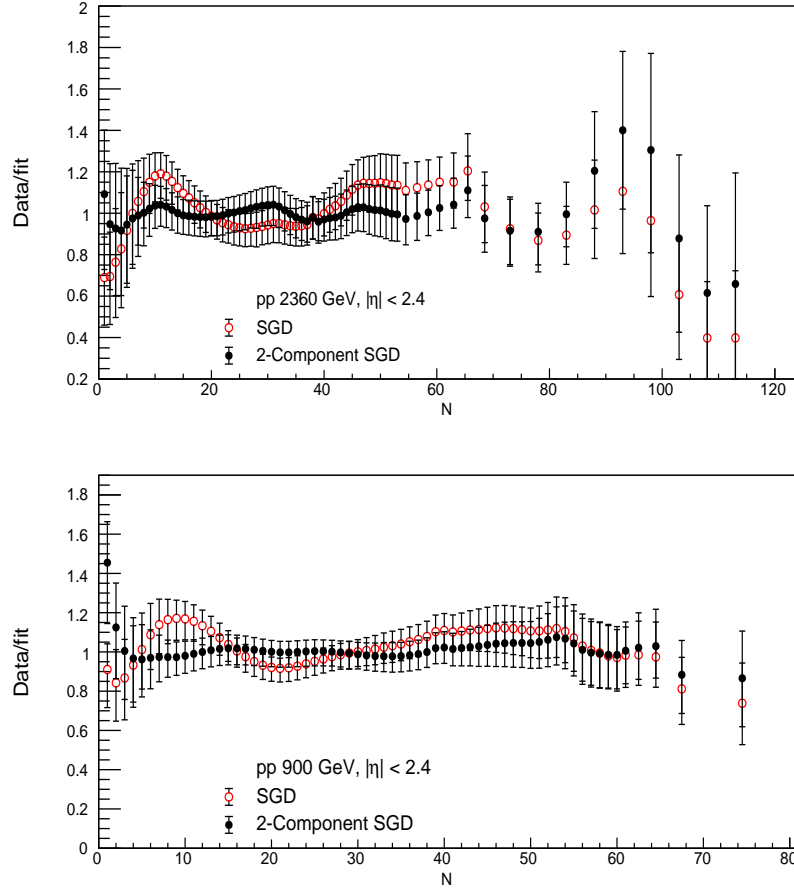 Data/fit
2
1.8
1.6
1.4
1.2
1
0.8
0.6
0.4
0.2
pp 2360 GeV, |η| < 2.4
SGD
2-Component SGD
0 20 40 60 80 100 120
N
Data/fit
1.8
1.6
1.4
1.2
1
0.8
0.6
0.4
0.2
0
pp 900 GeV, |η| < 2.4
SGD
2-Component SGD
0 10 20 30 40 50 60 70 80
N